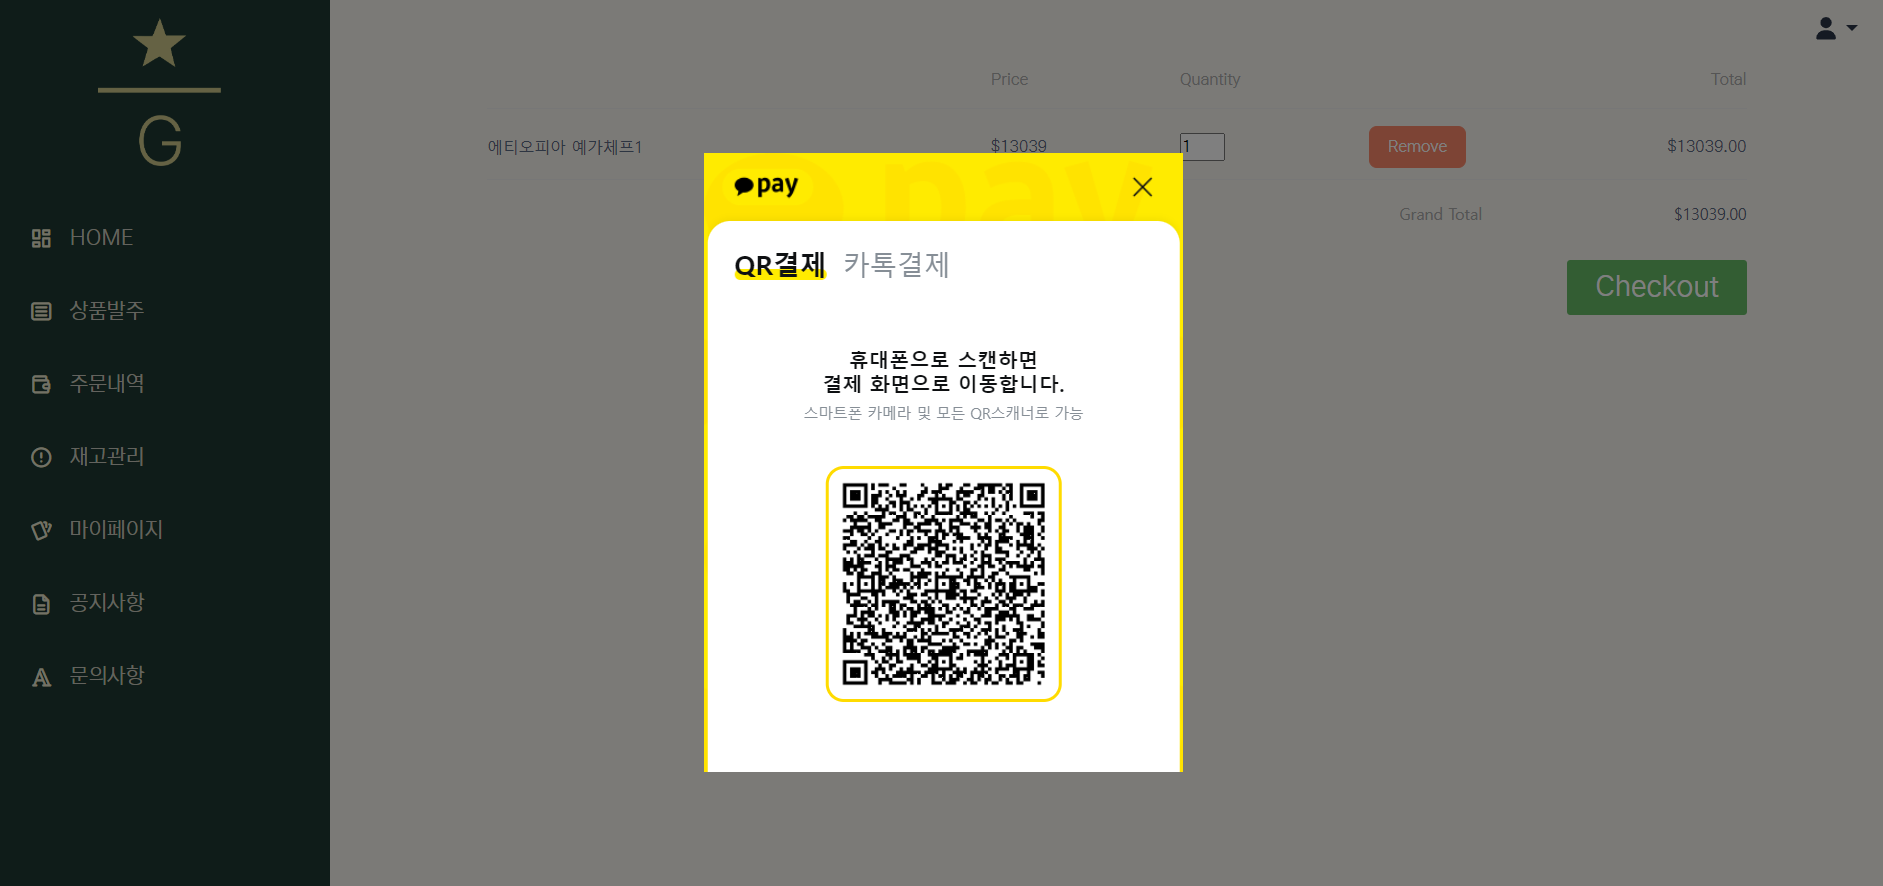 G
HOME
상품발주
주문내역
재고관리
마이페이지
공지사항
문의사항
Price Quantity Total
에티오피아 예가체프1 $13039 1 Remove $13039.00
Grand Total $13039.00
Checkout
pay
pay
QR결제 카톡결제
휴대폰으로 스캔하면
결제 화면으로 이동합니다.
스마트폰 카메라 및 모든 QR스캐너로 가능